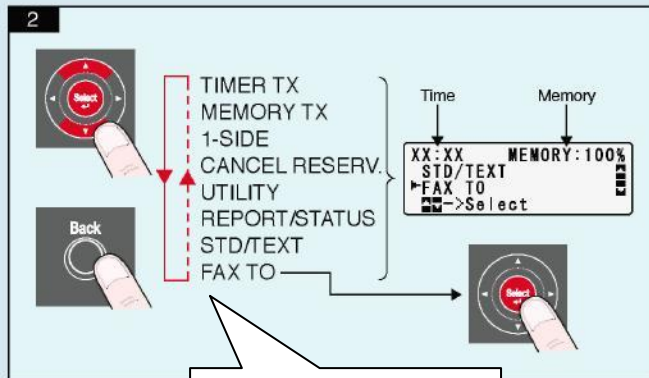 2
Select
Back
TIMER TX
MEMORY TX
1-SIDE
CANCEL RESERV.
UTILITY
REPORT/STATUS
STD/TEXT
FAX TO
Time
Memory
XX:XX MEMORY:100%
STD/TEXT
FAX TO
->Select
Select